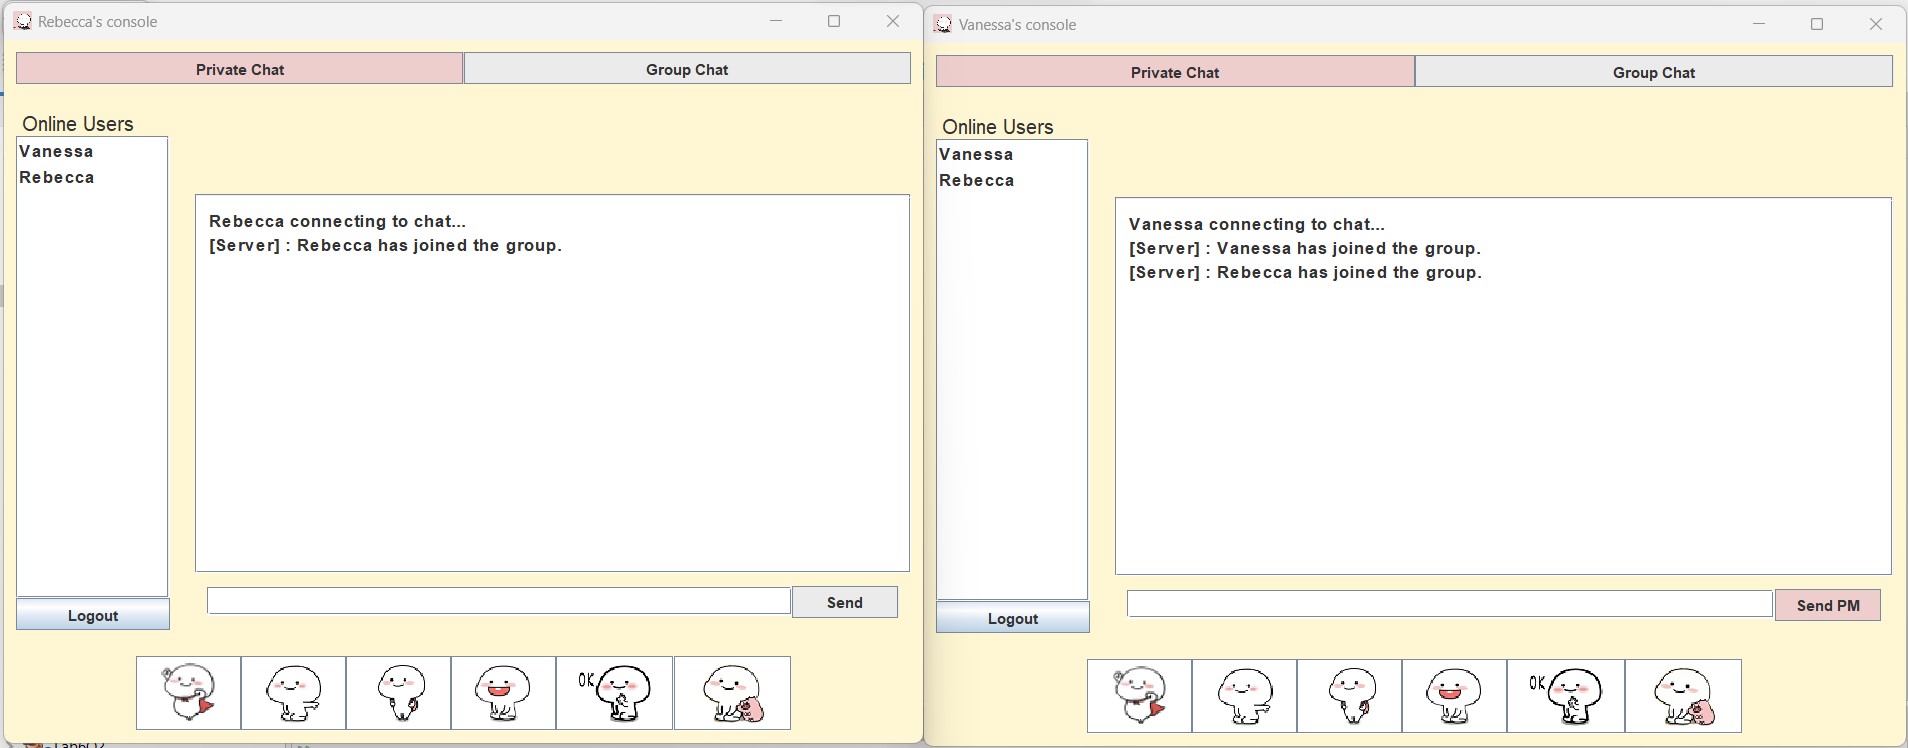 Rebecca's console
Private Chat
Group Chat
Online Users
Vanessa
Rebecca
Rebecca connecting to chat...
[Server] : Rebecca has joined the group.
Send
Logout
OK
Vanessa's console
Private Chat
Group Chat
Online Users
Vanessa
Rebecca
Vanessa connecting to chat...
[Server] : Vanessa has joined the group.
[Server] : Rebecca has joined the group.
Send PM
Logout
OK